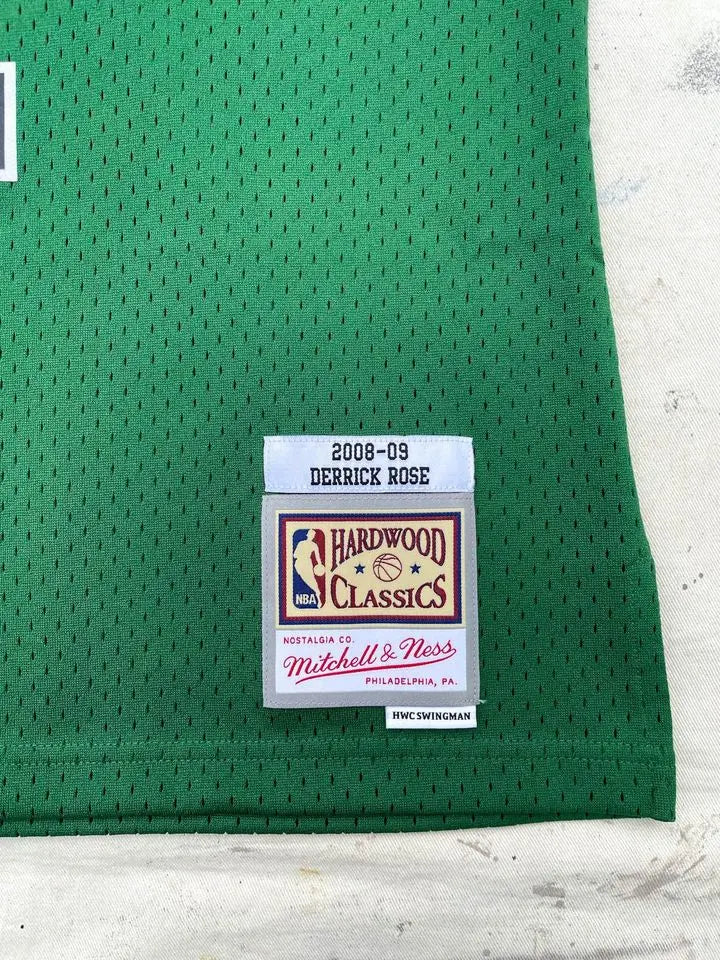 2008-09
DERRICK ROSE
HARDWOOD
NBA
CLASSICS
NOSTALGIA CO.
Mitchell & Ness
PHILADELPHIA, PA.
HWC SWINGMAN